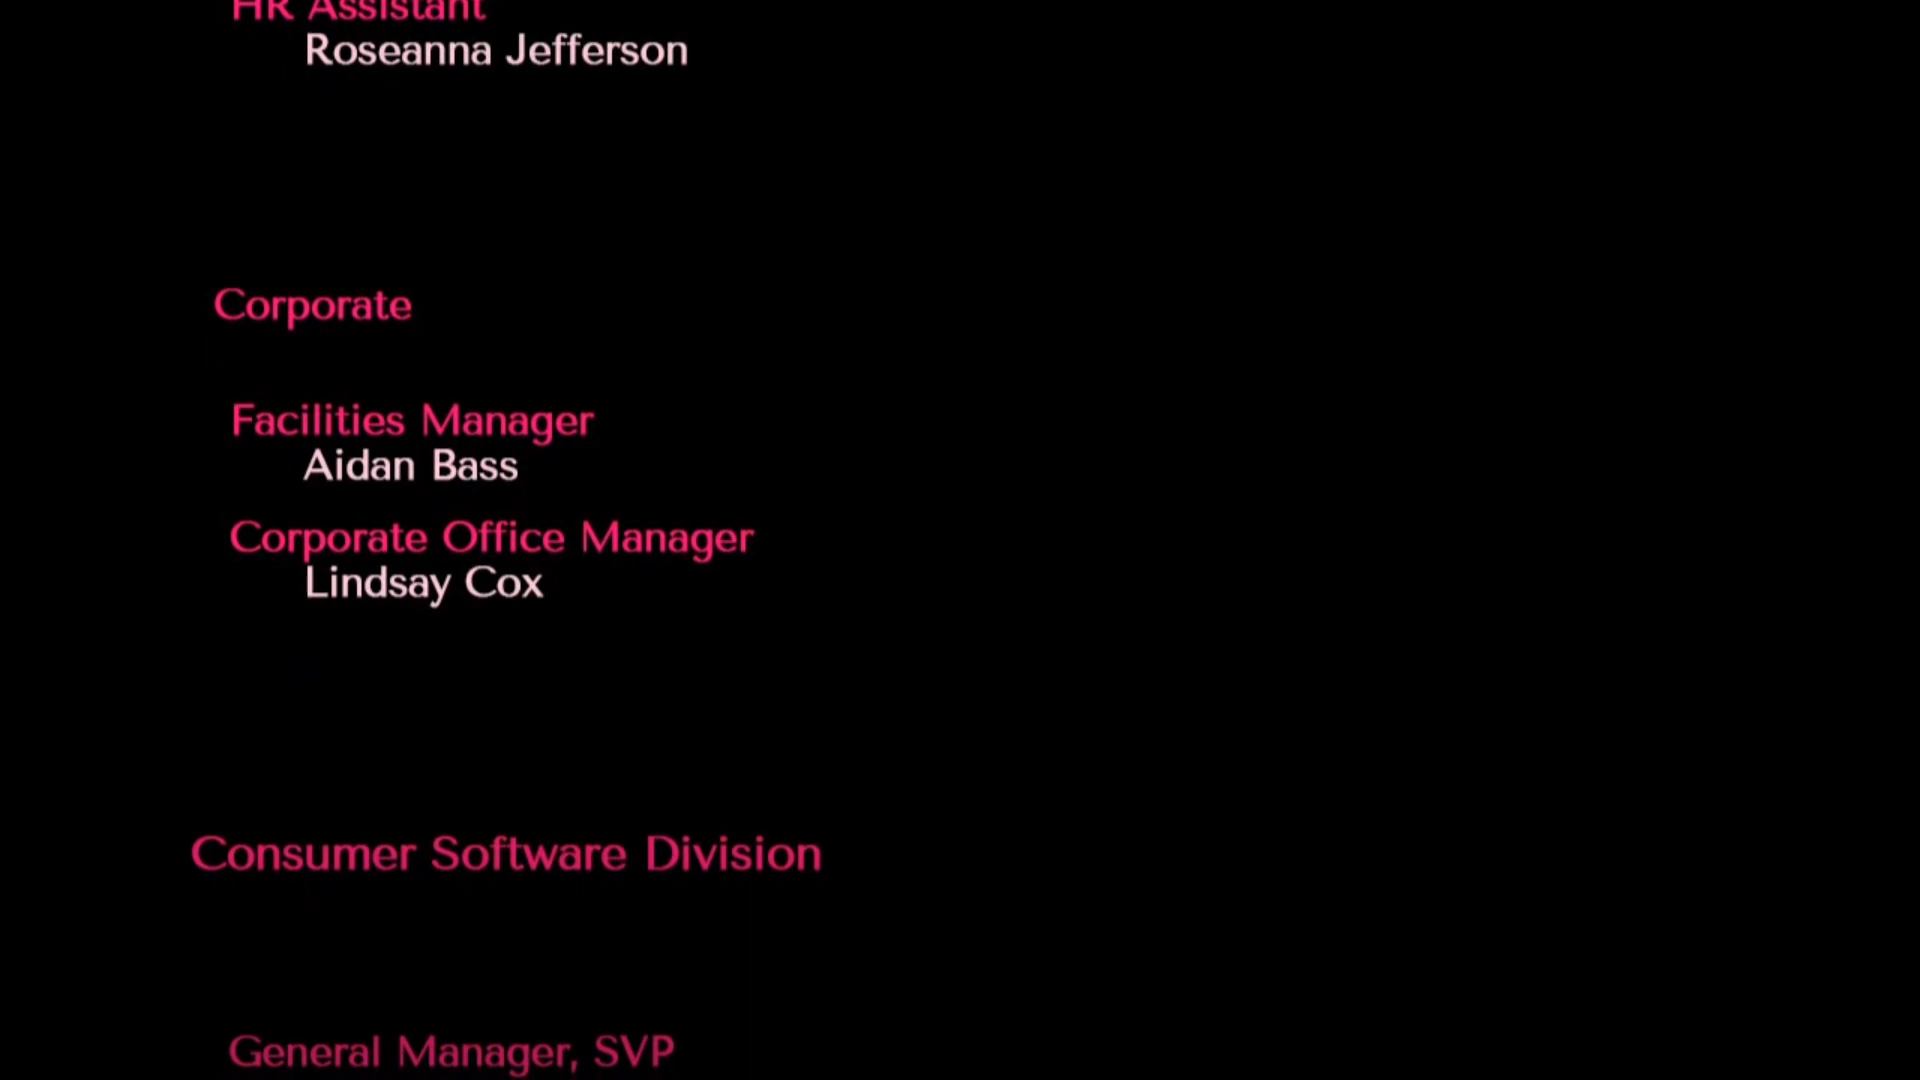 HR Assistant
Roseanna Jefferson
Corporate
Facilities Manager
Aidan Bass
Corporate Office Manager
Lindsay Cox
Consumer Software Division
General Manager, SVP